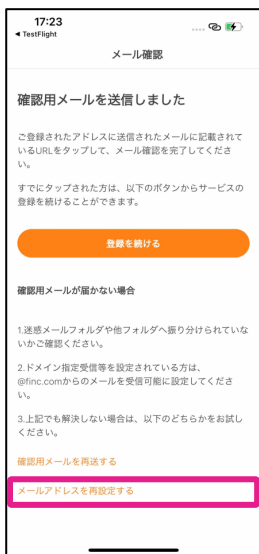 17:23
◀ TestFlight
メール確認
確認用メールを送信しました
ご登録されたアドレスに送信されたメールに記載されて
いるURLをタップして、メール確認を完了してくださ
い。
すでにタップされた方は、以下のボタンからサービスの
登録を続けることができます。
登録を続ける
確認用メールが届かない場合
1.迷惑メールフォルダや他フォルダへ振り分けられていな
いかご確認ください。
2.ドメイン指定受信等を設定されている方は、
@finc.comからのメールを受信可能に設定してくださ
い。
3.上記でも解決しない場合は、以下のどちらかをお試し
ください。
確認用メールを再送する
メールアドレスを再設定する